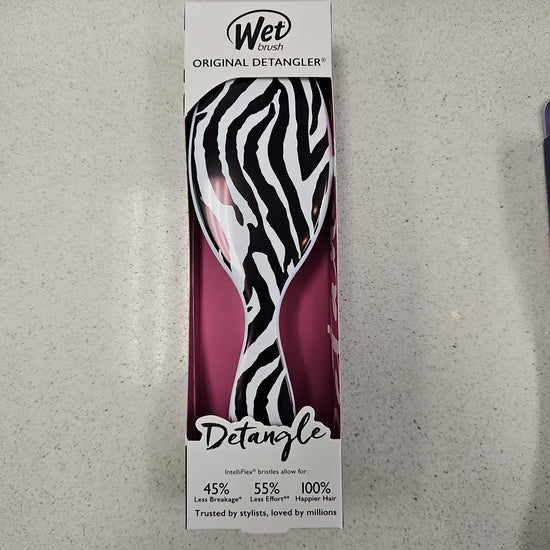 Wet
brush
ORIGINAL DETANGLER®
Detangle
IntelliFlex® bristles allow for:
45% 55% 100%
Less Breakage* Less Effort** Happier Hair
Trusted by stylists, loved by millions